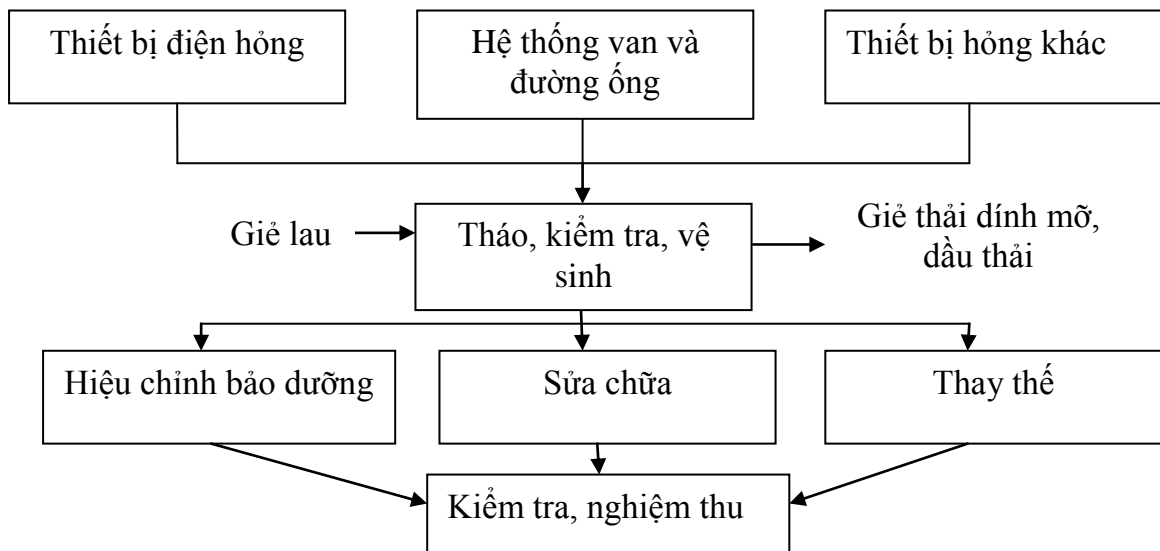 Thiết bị điện hỏng
Hệ thống van và
đường ống
Thiết bị hỏng khác
Giẻ lau
Tháo, kiểm tra, vệ
sinh
Giẻ thải dính mỡ,
dầu thải
Hiệu chỉnh bảo dưỡng
Sửa chữa
Thay thế
Kiểm tra, nghiệm thu